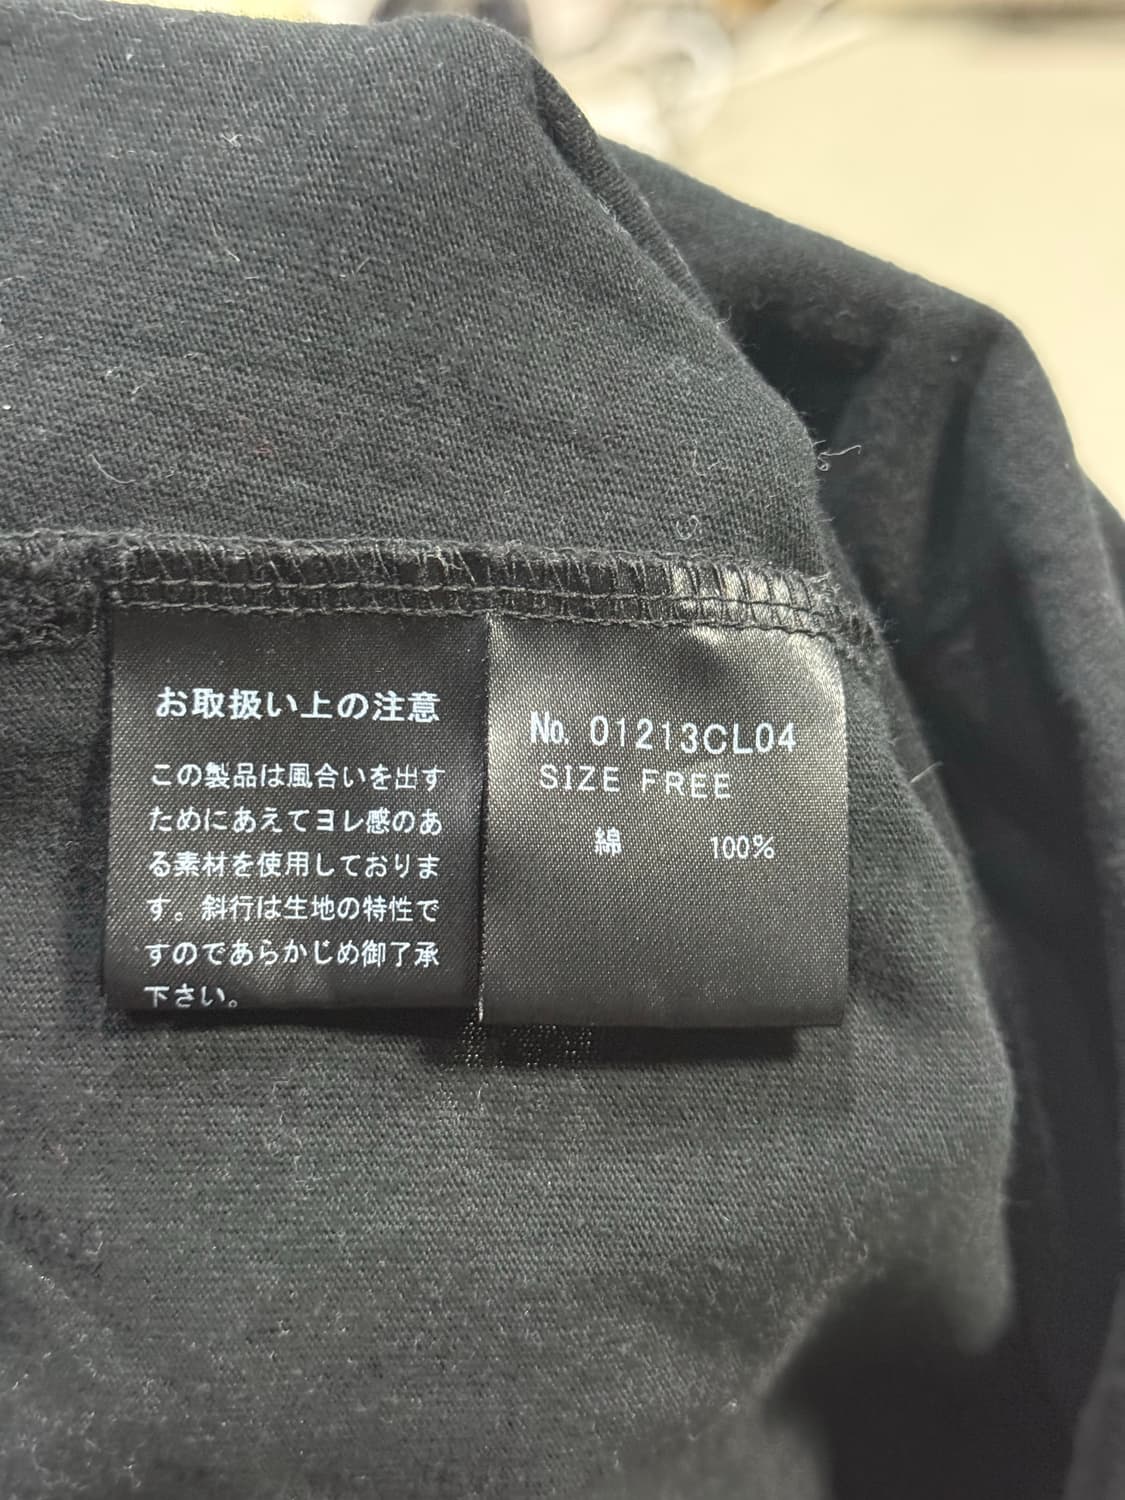 お取扱い上の注意
この製品は風合いを出す
ためにあえてヨレ感のあ
る素材を使用しておりま
す。斜行は生地の特性で
すのであらかじめ御了承
下さい。
No. 01213CL04
SIZE FREE
綿 100%